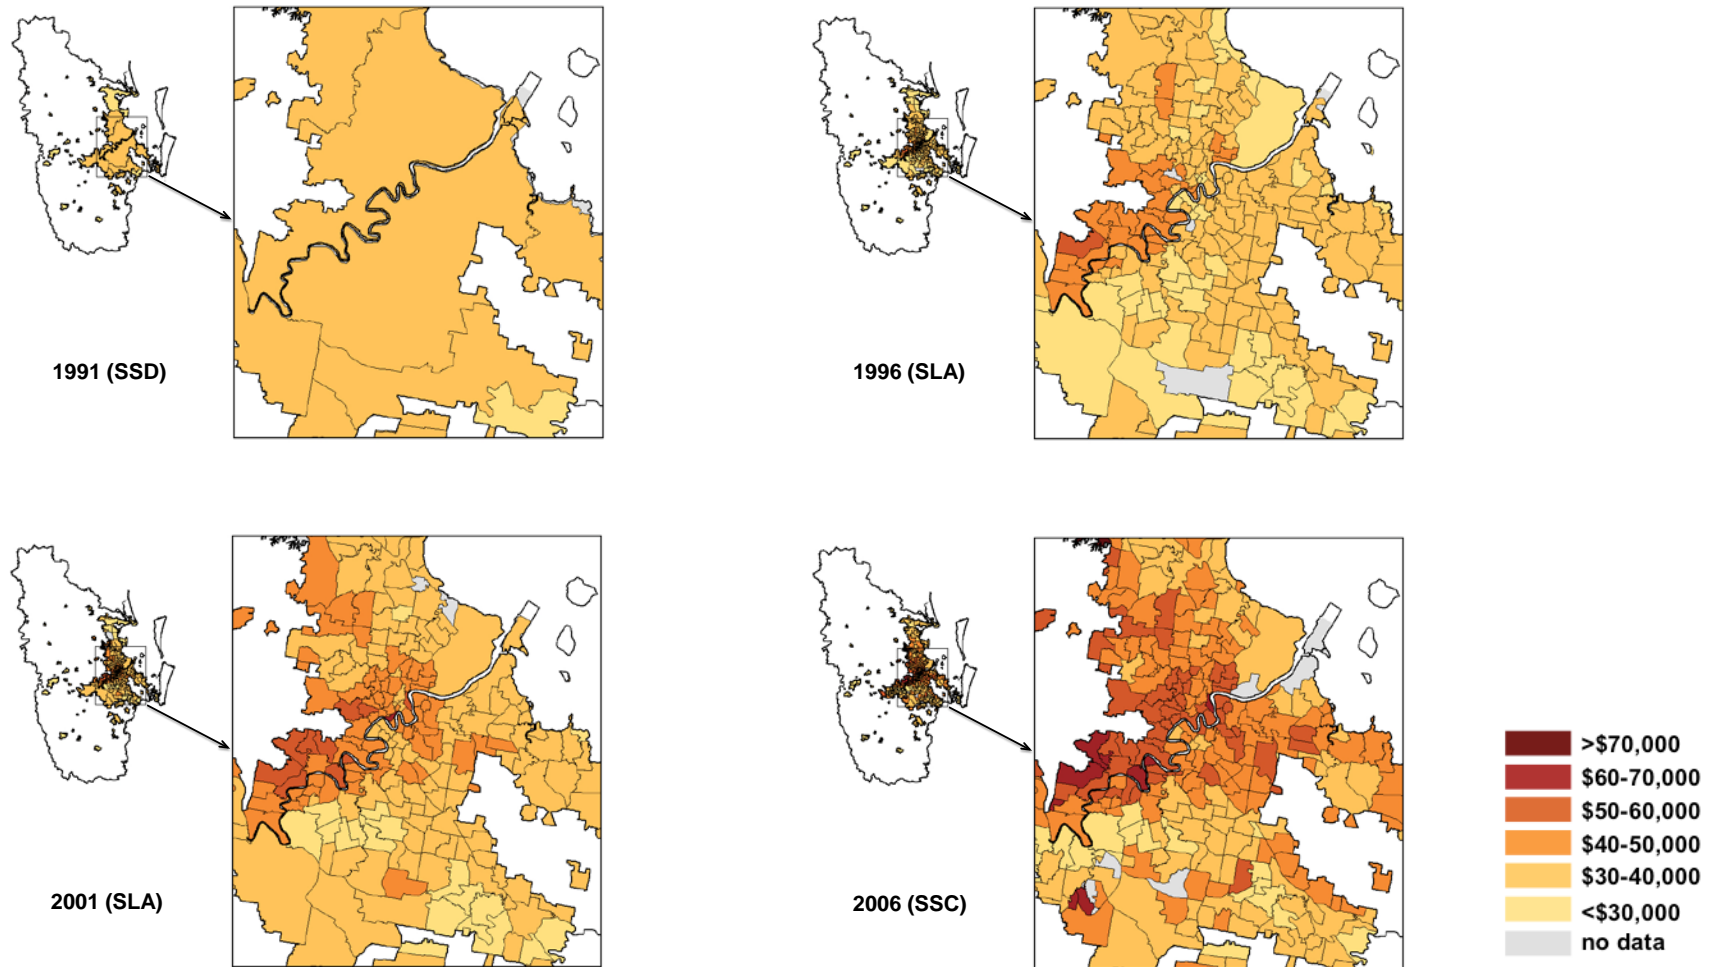 1991 (SSD)
1996 (SLA)
2001 (SLA)
2006 (SSC)
>$70,000
$60-70,000
$50-60,000
$40-50,000
$30-40,000
<$30,000
no data